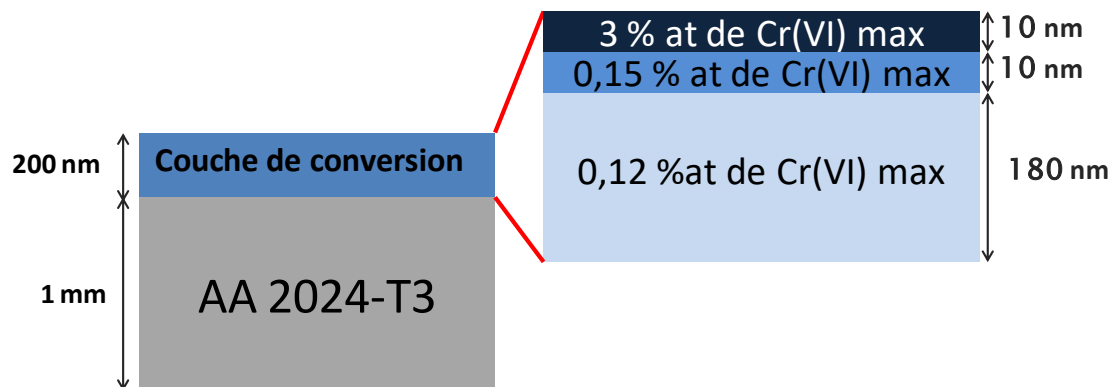 3 % at de Cr(VI) max
10 nm
0,15 % at de Cr(VI) max
10 nm
200 nm
Couche de conversion
0,12 %at de Cr(VI) max
180 nm
1 mm
AA 2024-T3